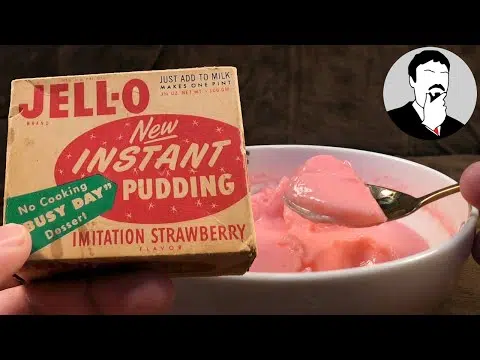 JUST ADD TO MILK
MAKES ONE PINT
JELL-O
BRAND
New
INSTANT
PUDDING
No Cooking
"BUSY DAY"
Dessert
IMITATION STRAWBERRY
FLAVOR